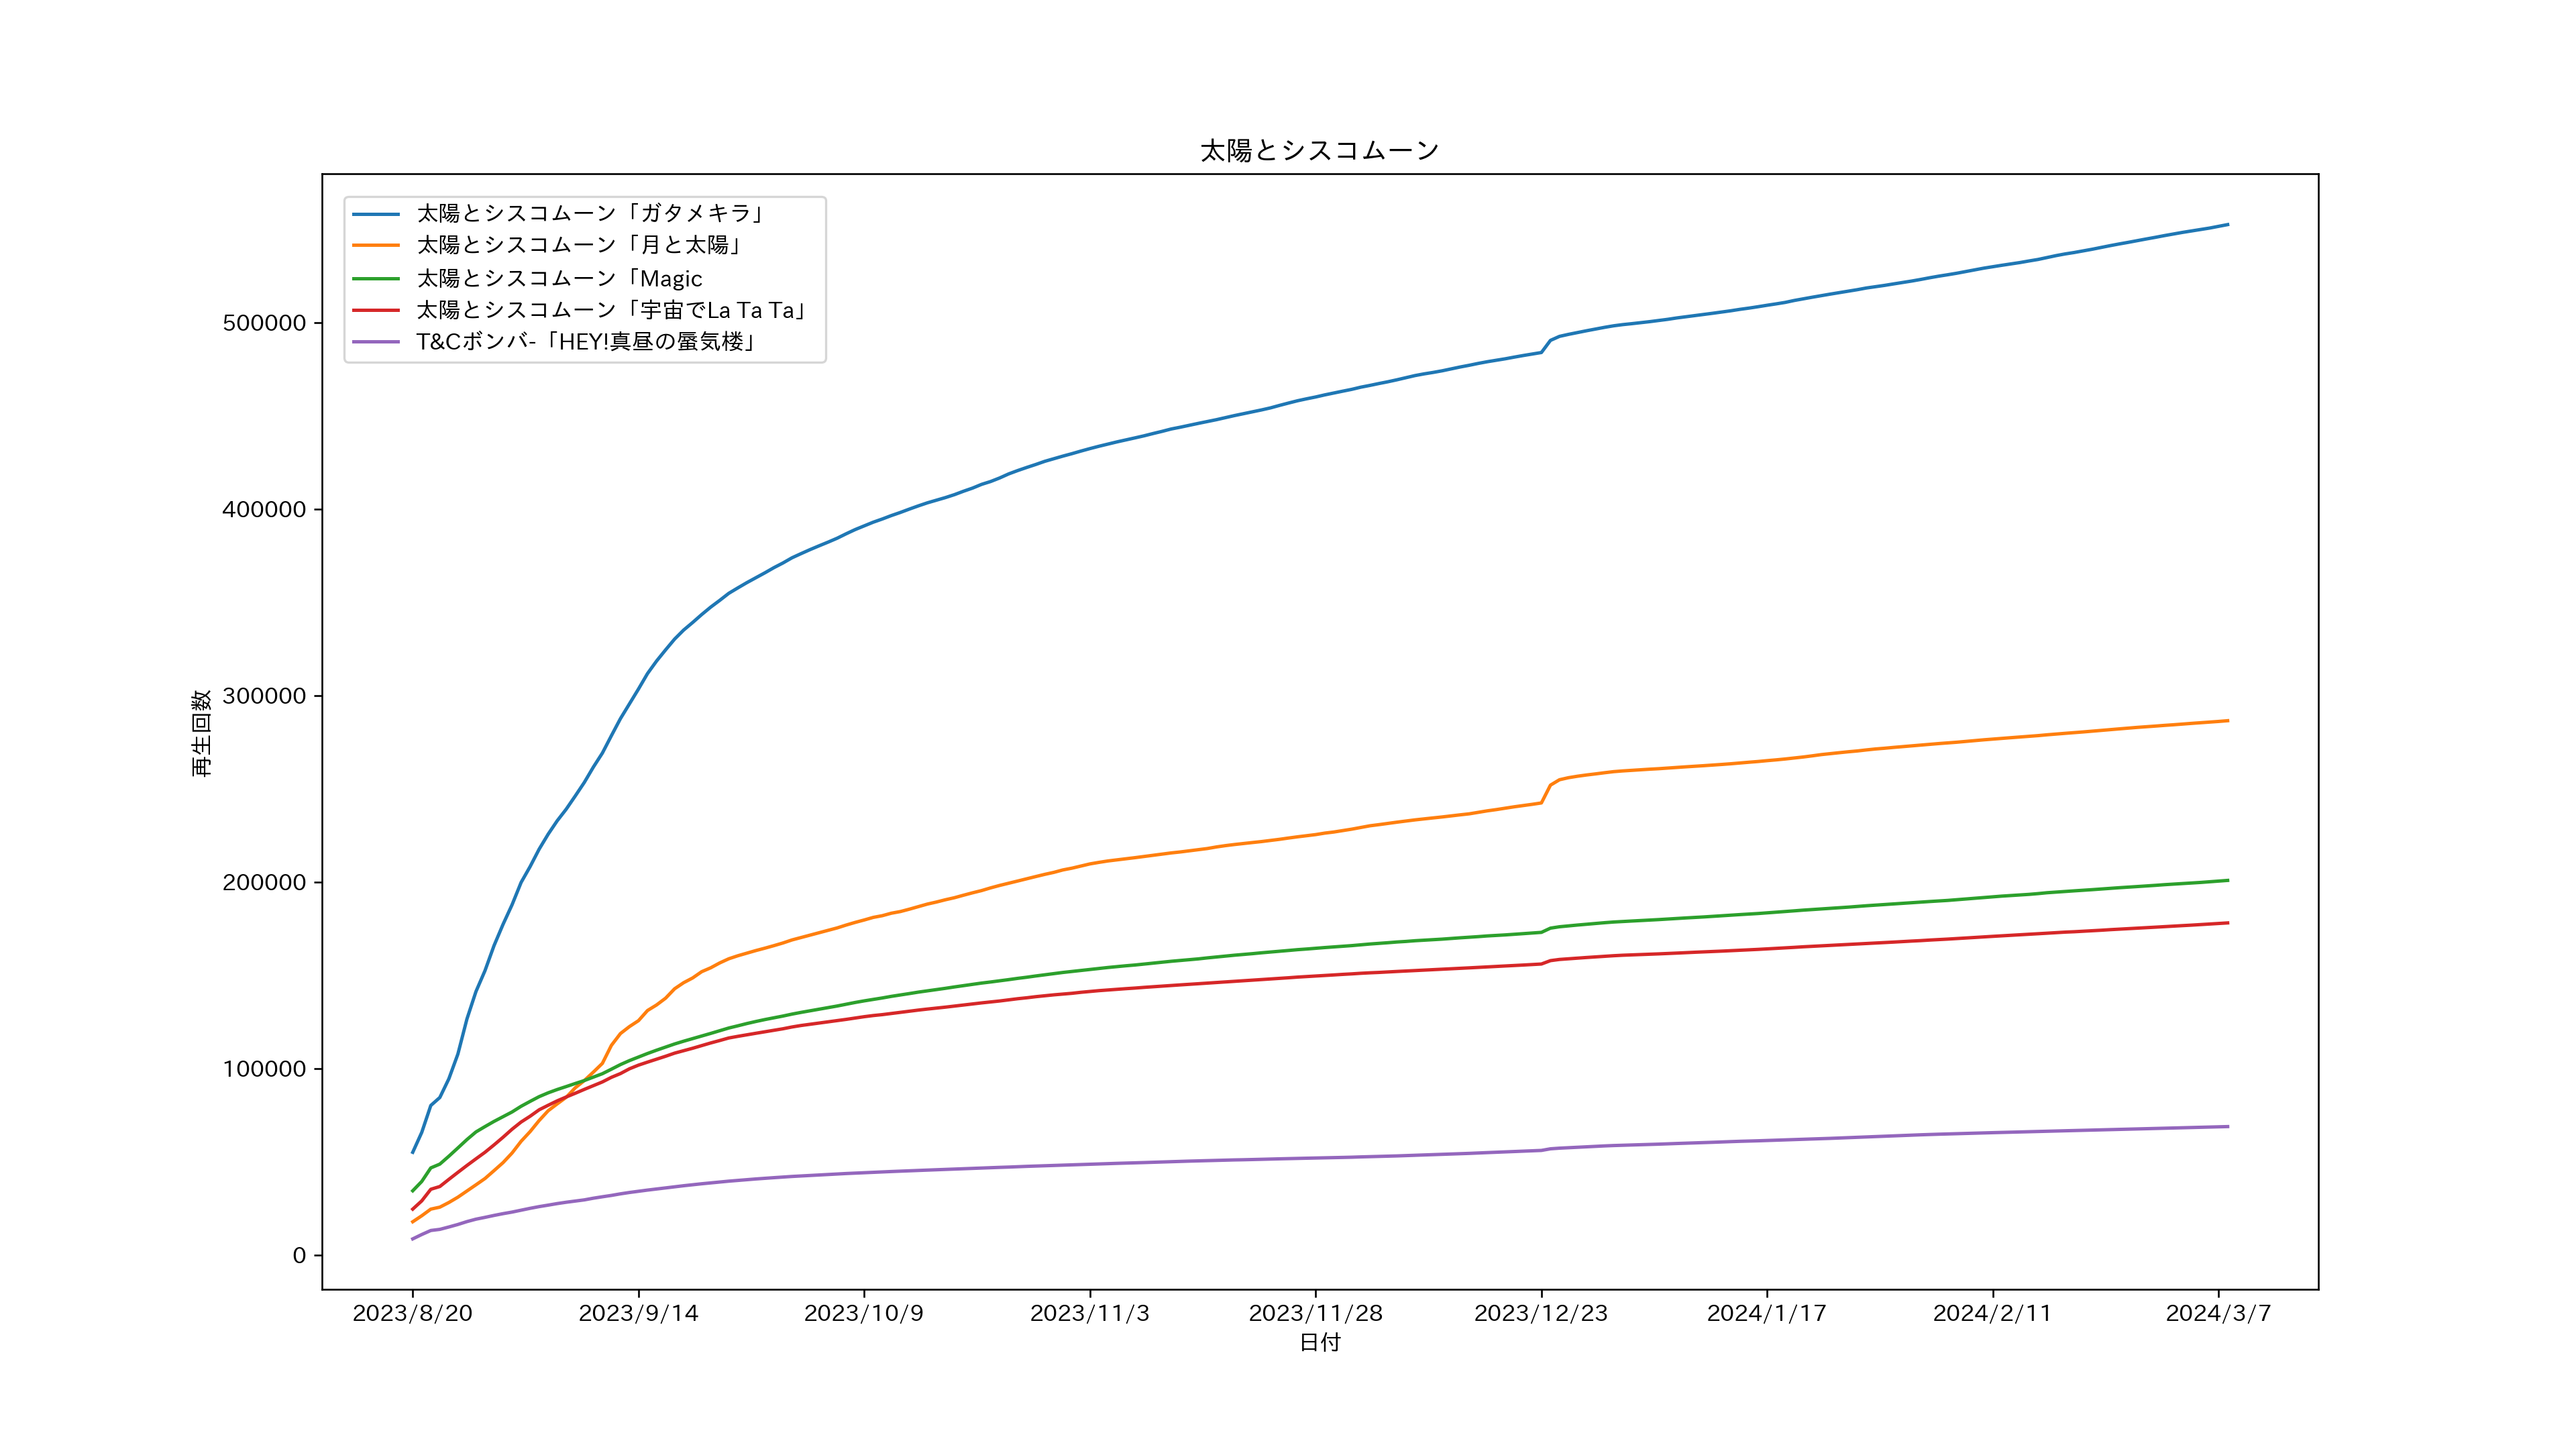 太陽とシスコムーン
太陽とシスコムーン「ガタメキラ」
太陽とシスコムーン「月と太陽」
太陽とシスコムーン「Magic
太陽とシスコムーン「宇宙でLa Ta Ta」
T&Cボンバ-「HEY!真昼の蜃気楼」
500000
400000
300000
200000
100000
0
再生回数
2023/8/20 2023/9/14 2023/10/9 2023/11/3 2023/11/28 2023/12/23 2024/1/17 2024/2/11 2024/3/7
日付